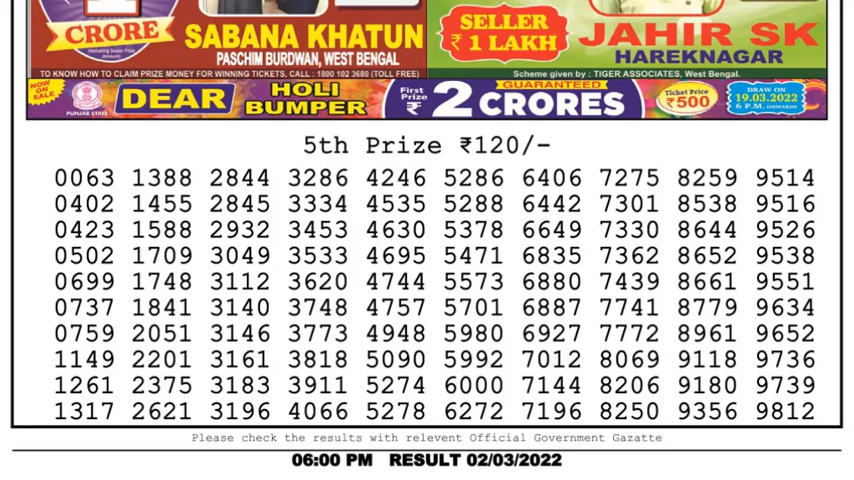 CRORE
(Including Super Prize Amount)
SABANA KHATUN
PASCHIM BURDWAN, WEST BENGAL
SELLER
₹ 1 LAKH
JAHIR SK
HAREKNAGAR
TO KNOW HOW TO CLAIM PRIZE MONEY FOR WINNING TICKETS, CALL : 1800 102 3680 (TOLL FREE)
Scheme given by : TIGER ASSOCIATES, West Bengal.
NOW ON SALE
PUNJAB STATE
DEAR
HOLI
BUMPER
First Prize ₹
2 CRORES
GUARANTEED
Ticket Price
₹500
DRAW ON
19.03.2022
6 P.M. ONWARDS
5th Prize ₹120/-
0063 1388 2844 3286 4246 5286 6406 7275 8259 9514
0402 1455 2845 3334 4535 5288 6442 7301 8538 9516
0423 1588 2932 3453 4630 5378 6649 7330 8644 9526
0502 1709 3049 3533 4695 5471 6835 7362 8652 9538
0699 1748 3112 3620 4744 5573 6880 7439 8661 9551
0737 1841 3140 3748 4757 5701 6887 7741 8779 9634
0759 2051 3146 3773 4948 5980 6927 7772 8961 9652
1149 2201 3161 3818 5090 5992 7012 8069 9118 9736
1261 2375 3183 3911 5274 6000 7144 8206 9180 9739
1317 2621 3196 4066 5278 6272 7196 8250 9356 9812
Please check the results with relevent Official Government Gazatte
06:00 PM RESULT 02/03/2022